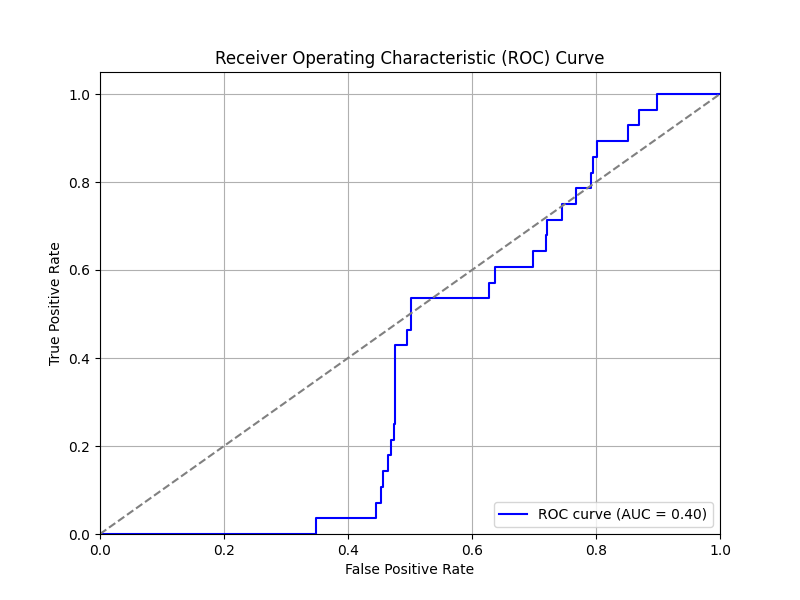 Receiver Operating Characteristic (ROC) Curve
True Positive Rate
1.0
0.8
0.6
0.4
0.2
0.0
ROC curve (AUC = 0.40)
0.0 0.2 0.4 0.6 0.8 1.0
False Positive Rate